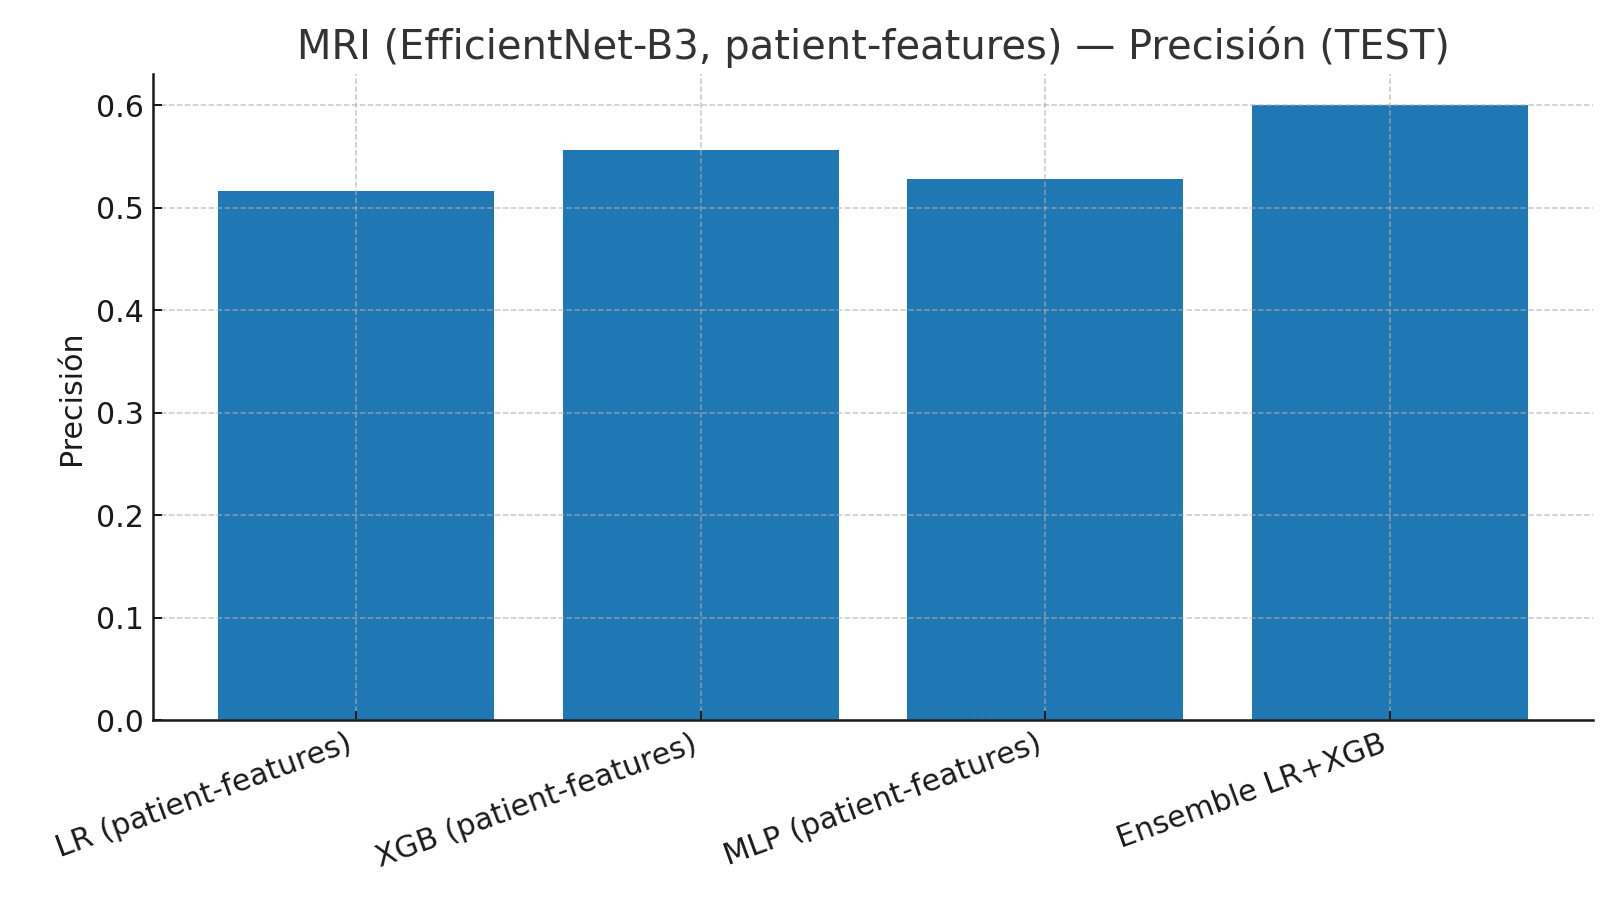 MRI (EfficientNet-B3, patient-features) — Precisión (TEST)
Precisión
0.6
0.5
0.4
0.3
0.2
0.1
0.0
LR (patient-features)
XGB (patient-features)
MLP (patient-features)
Ensemble LR+XGB